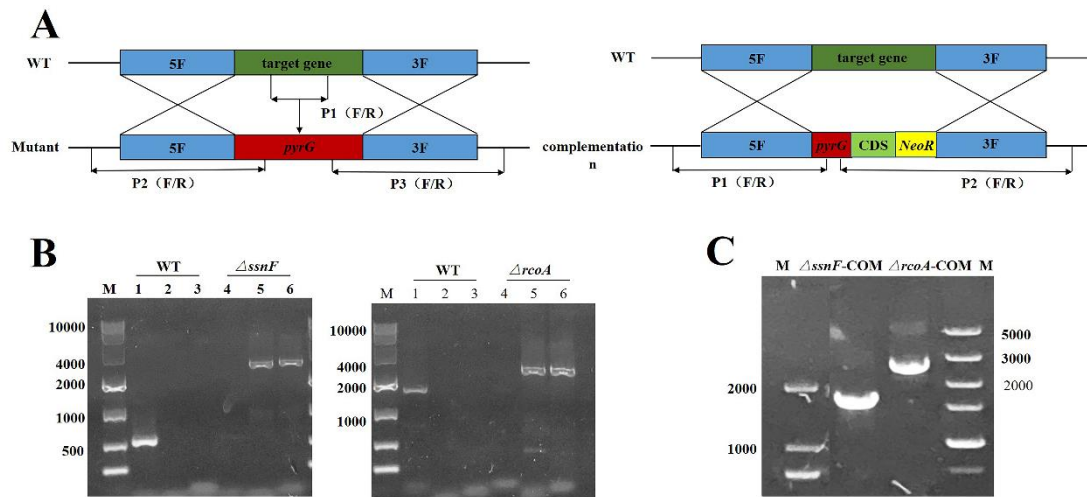 A
WT 5F target gene 3F
P1（F/R）
Mutant 5F pyrG 3F
P2（F/R） P3（F/R）
WT 5F target gene 3F
complementatio
n
5F pyrG CDS NeoR 3F
P1（F/R） P2（F/R）
B
WT △ssnF
M 1 2 3 4 5 6
10000
4000
2000
1000
500
WT △rcoA
M 1 2 3 4 5 6
10000
4000
2000
1000
C
M △ssnF-COM △rcoA-COM M
2000
1000
5000
3000
2000